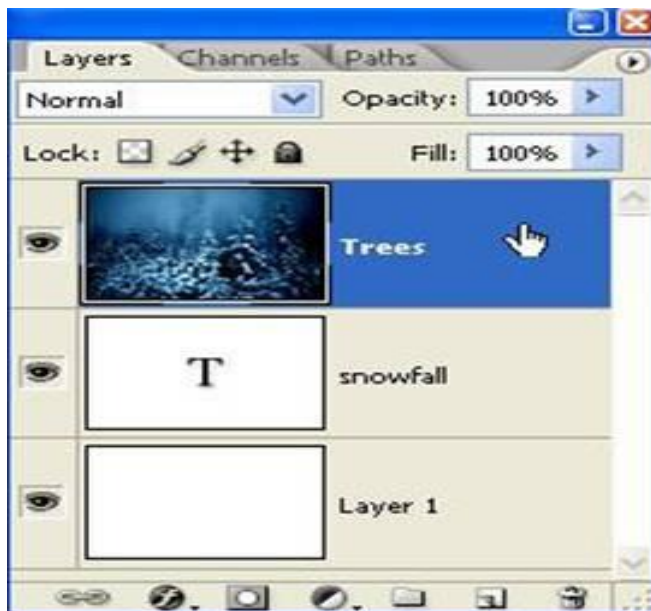 Layers Channels Paths
Normal Opacity: 100%
Lock: Fill: 100%
Trees
T
snowfall
Layer 1